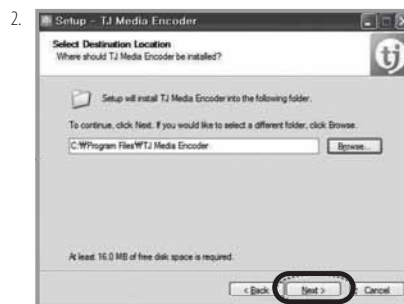 2.
Setup - TJ Media Encoder
Select Destination Location
Where should TJ Media Encoder be installed?
tj
Setup will install TJ Media Encoder into the following folder.
To continue, click Next. If you would like to select a different folder, click Browse.
C:₩Program Files₩TJ Media Encoder
Browse...
At least 16.0 MB of free disk space is required.
< Back
Next >
Cancel